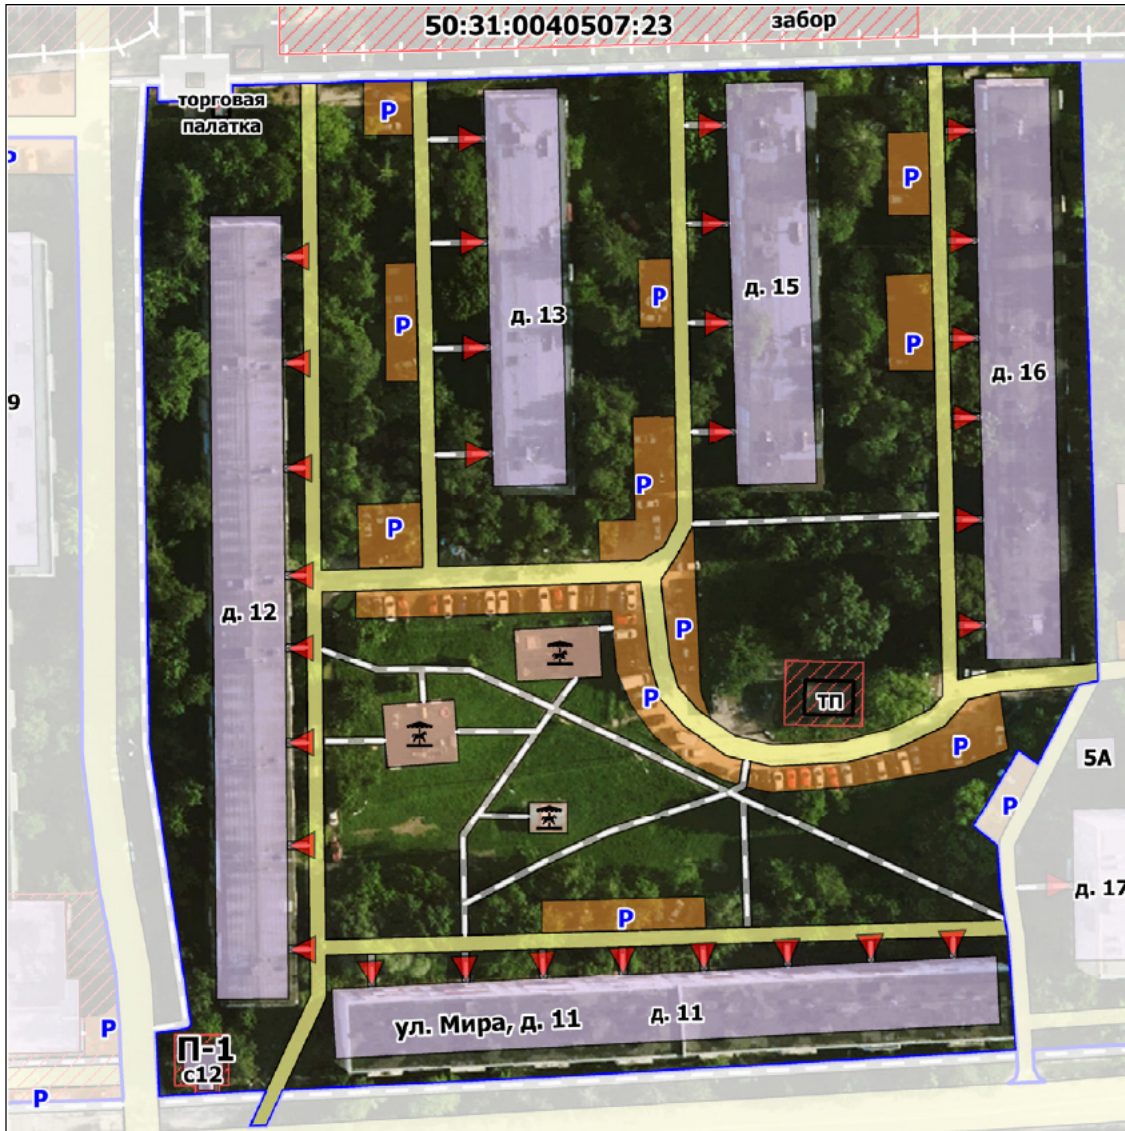 50:31:0040507:23
забор
торговая
палатка
P
P
P
P
д. 13
P
д. 15
P
P
P
д. 16
9
P
P
д. 12
P
P
тп
P
5А
P
д. 17
P
ул. Мира, д. 11
д. 11
P
П-1
с12
P